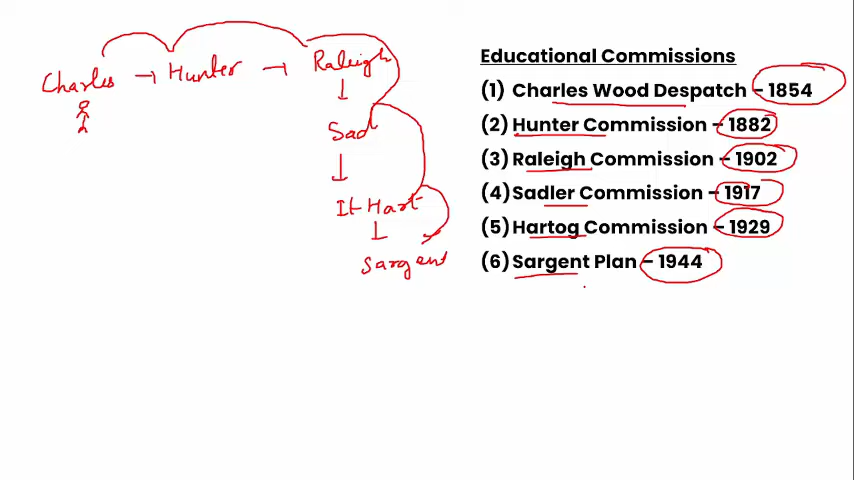 Charles → Hunter → Raleigh
↓
Sad
↓
It Hart
↓
Sargent
Educational Commissions
(1) Charles Wood Despatch - 1854
(2) Hunter Commission - 1882
(3) Raleigh Commission - 1902
(4) Sadler Commission - 1917
(5) Hartog Commission - 1929
(6) Sargent Plan - 1944